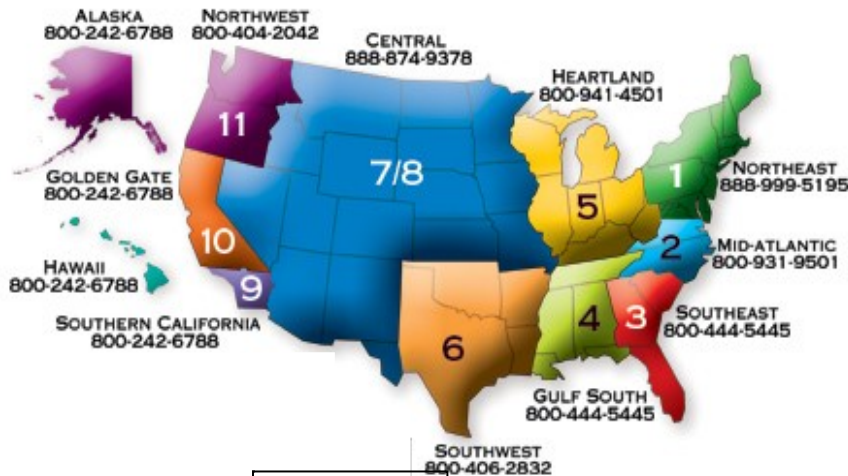 ALASKA
800-242-6788
NORTHWEST
800-404-2042
CENTRAL
888-874-9378
HEARTLAND
800-941-4501
11
7/8
1
NORTHEAST
888-999-5195
GOLDEN GATE
800-242-6788
5
10
2
MID-ATLANTIC
800-931-9501
HAWAII
800-242-6788
9
SOUTHERN CALIFORNIA
800-242-6788
6
4
3
SOUTHEAST
800-444-5445
GULF SOUTH
800-444-5445
SOUTHWEST
800-406-2832